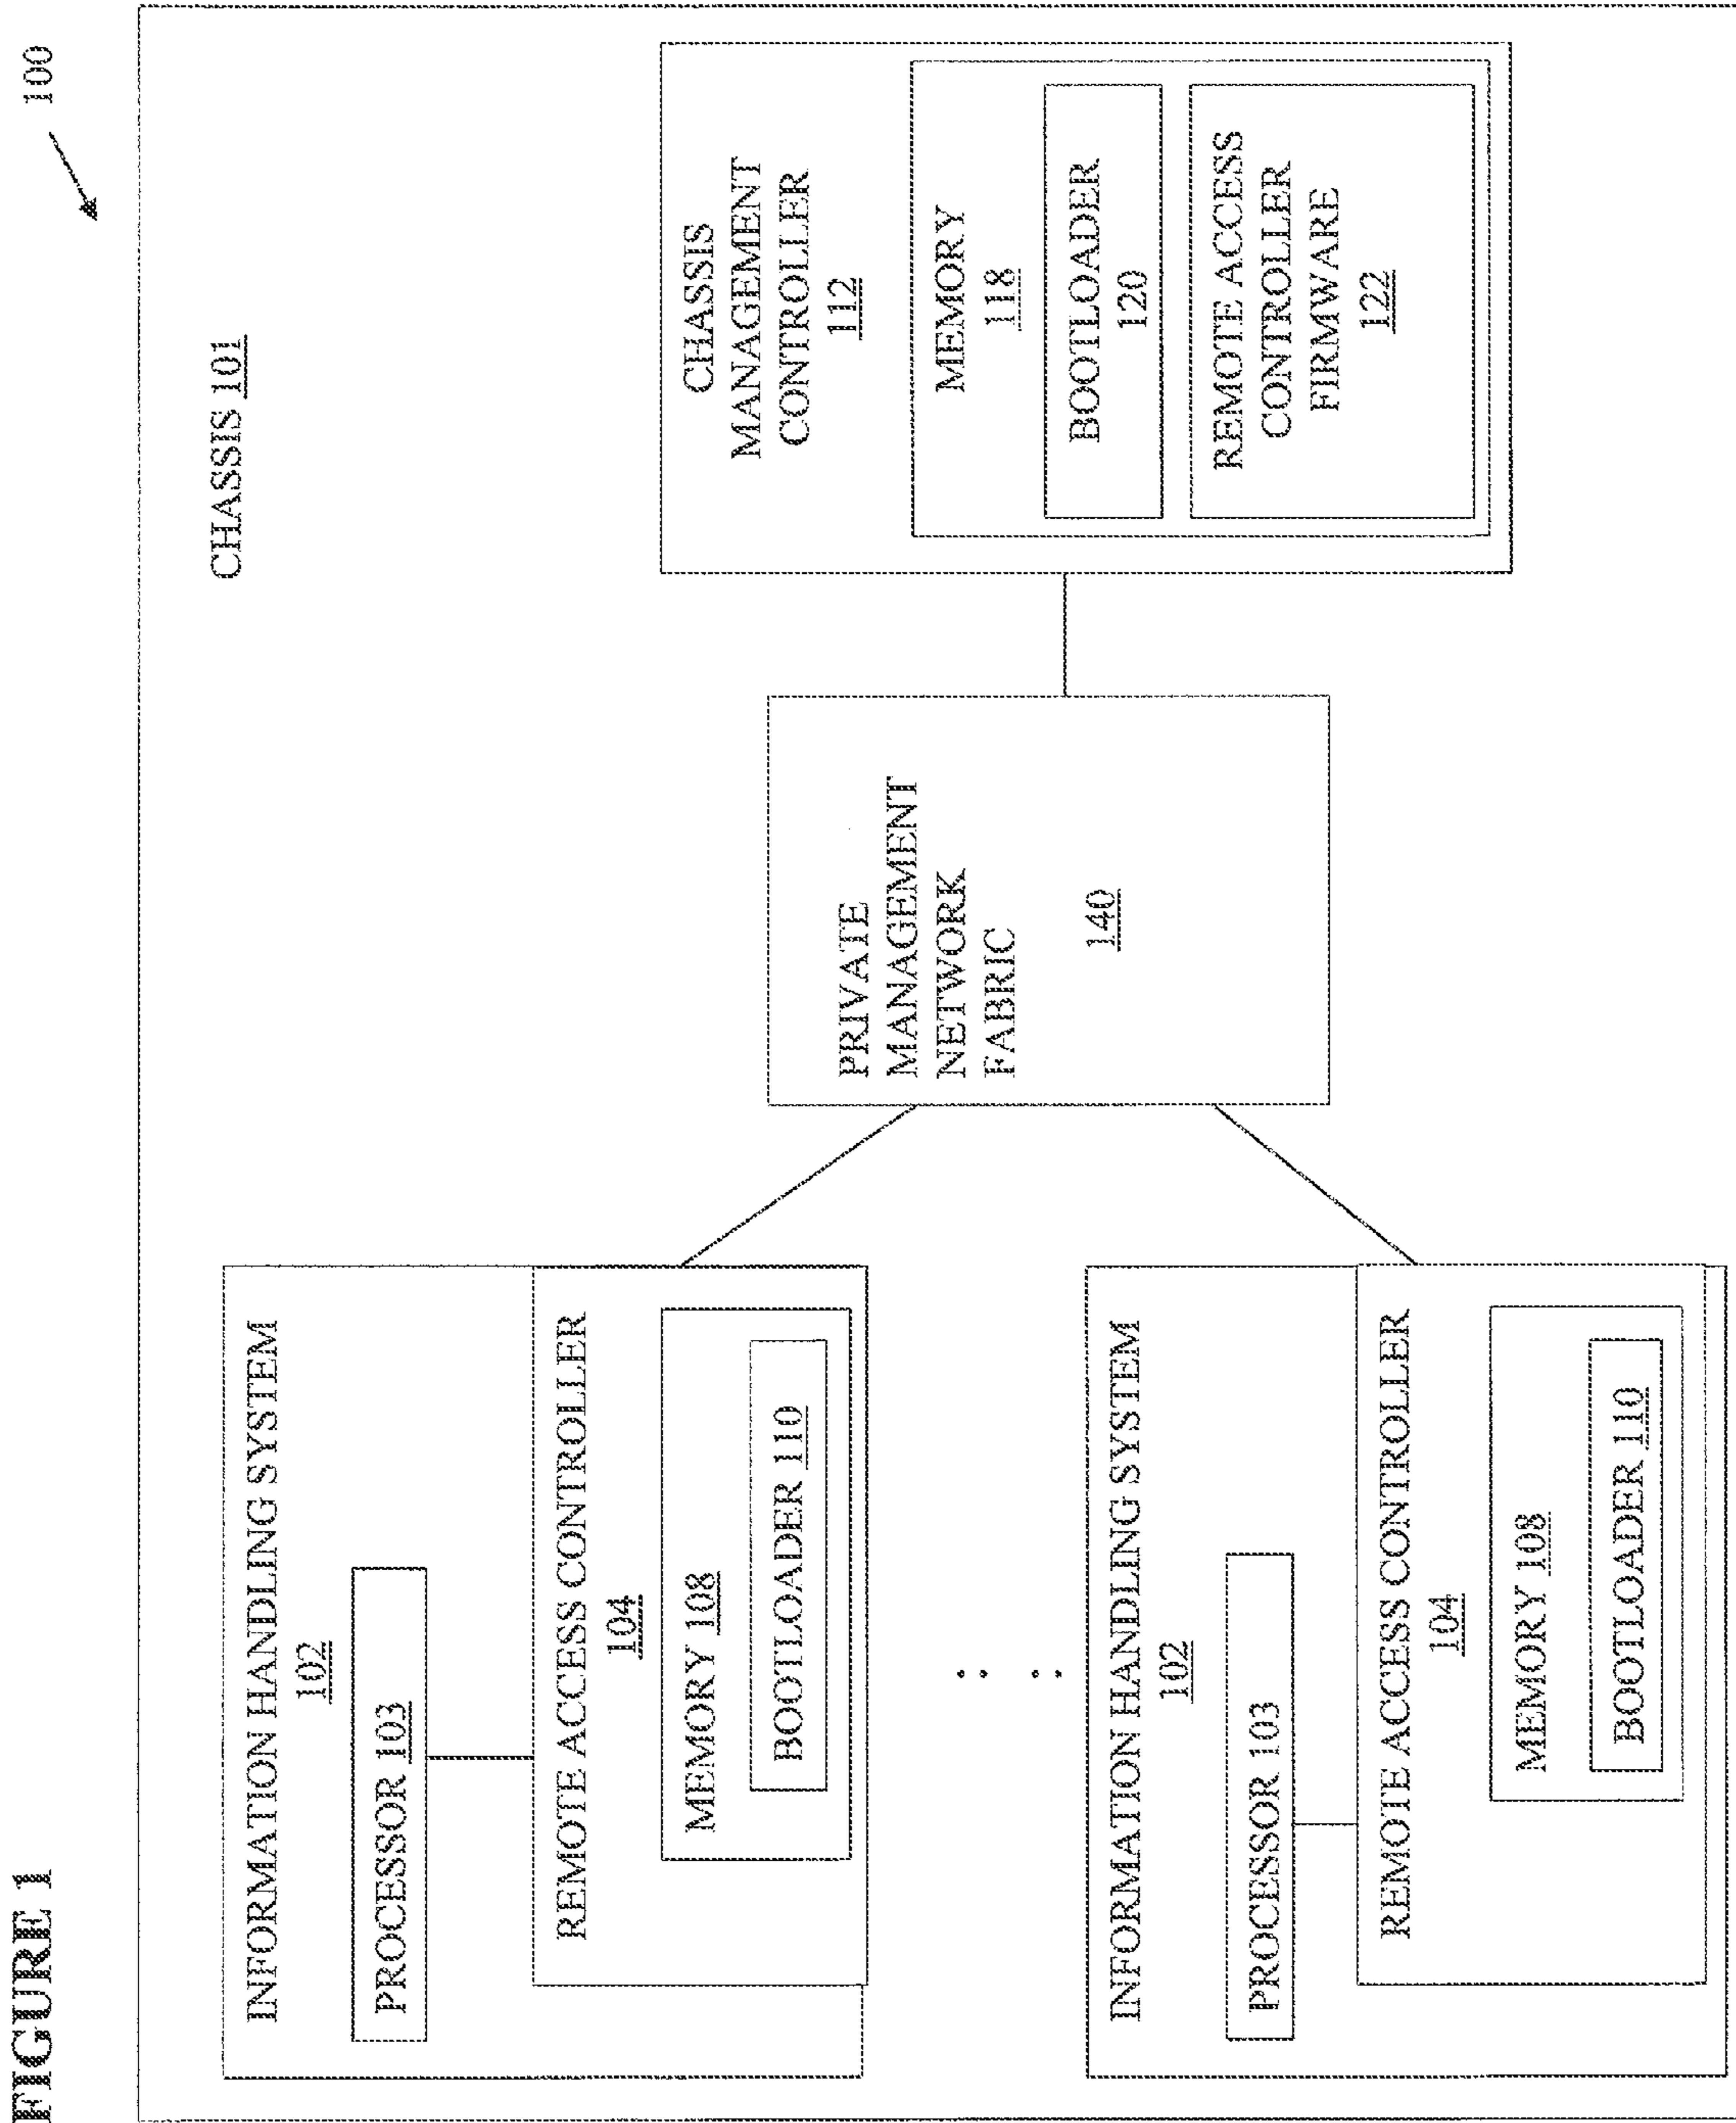 FIGURE 1
100
CHASSIS 101
INFORMATION HANDLING SYSTEM
102
PROCESSOR 103
REMOTE ACCESS CONTROLLER
104
MEMORY 108
BOOTLOADER 110
INFORMATION HANDLING SYSTEM
102
PROCESSOR 103
REMOTE ACCESS CONTROLLER
104
MEMORY 108
BOOTLOADER 110
PRIVATE
MANAGEMENT
NETWORK
FABRIC
140
CHASSIS
MANAGEMENT
CONTROLLER
112
MEMORY
118
BOOTLOADER
120
REMOTE ACCESS
CONTROLLER
FIRMWARE
122